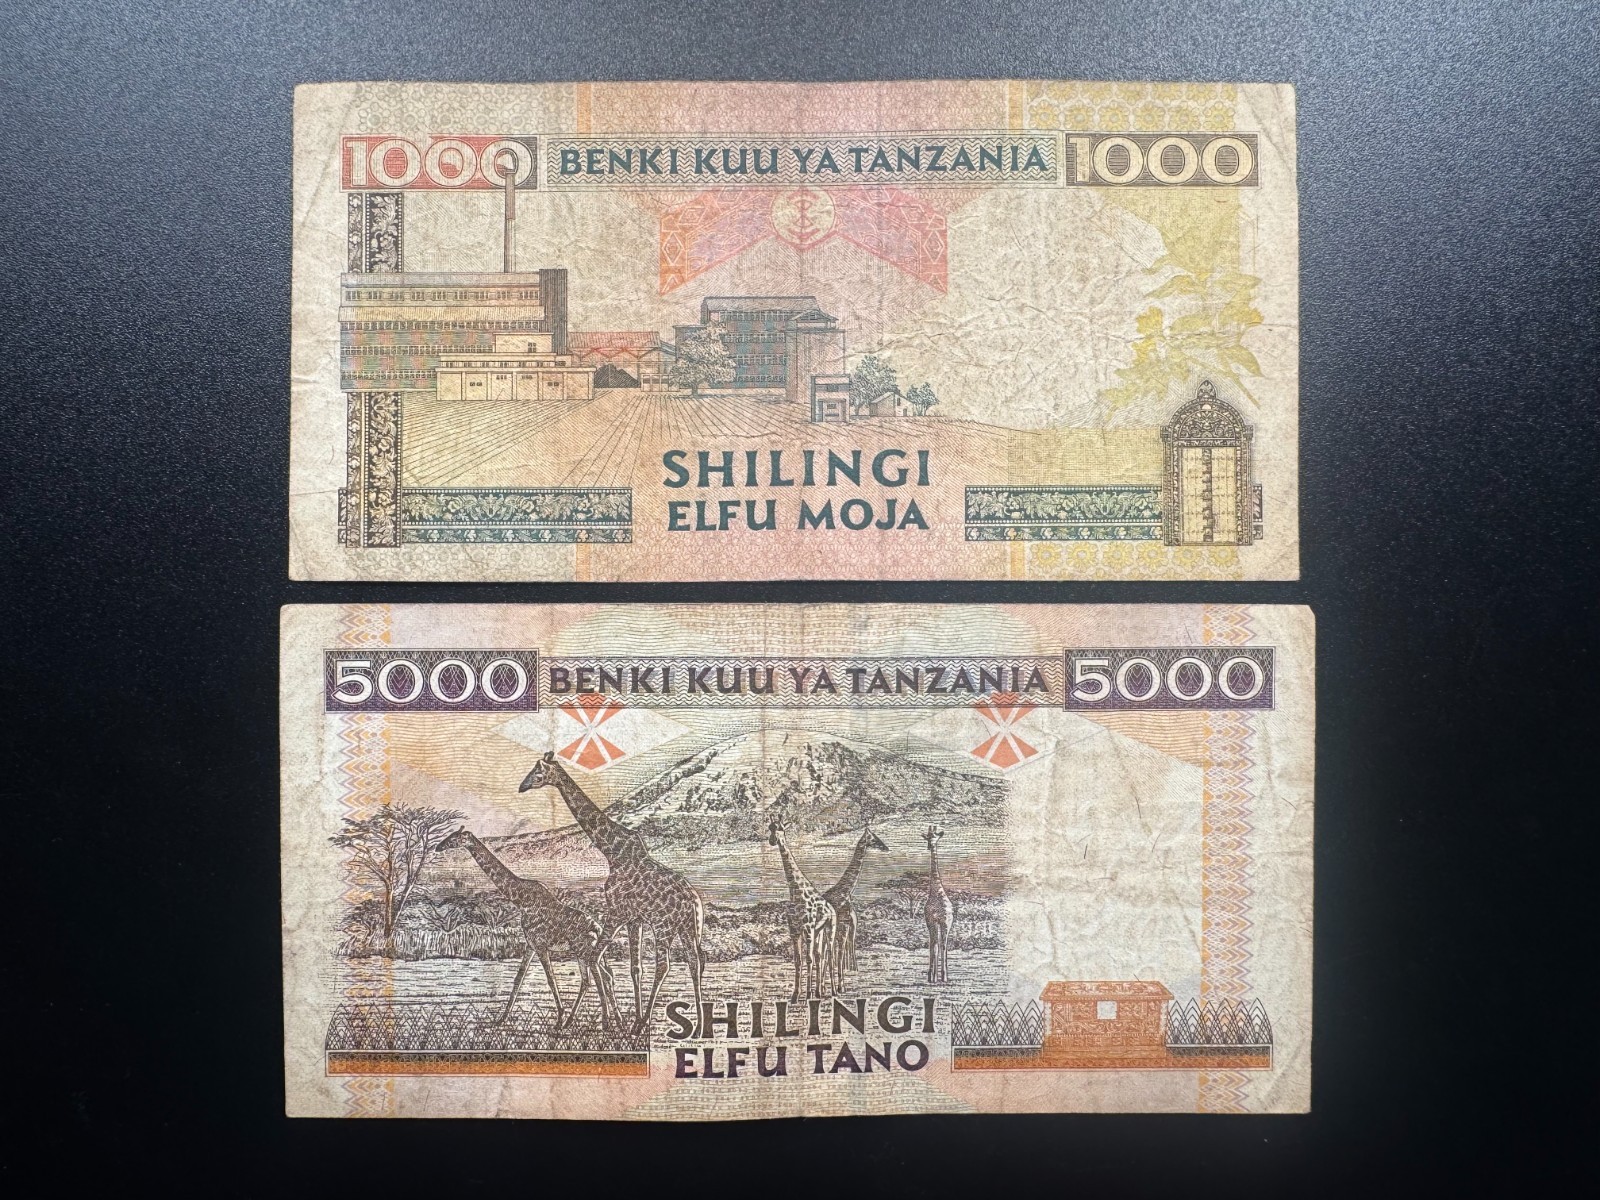 1000 BENKI KUU YA TANZANIA 1000
SHILINGI
ELFU MOJA
5000 BENKI KUU YA TANZANIA 5000
SHILINGI
ELFU TANO